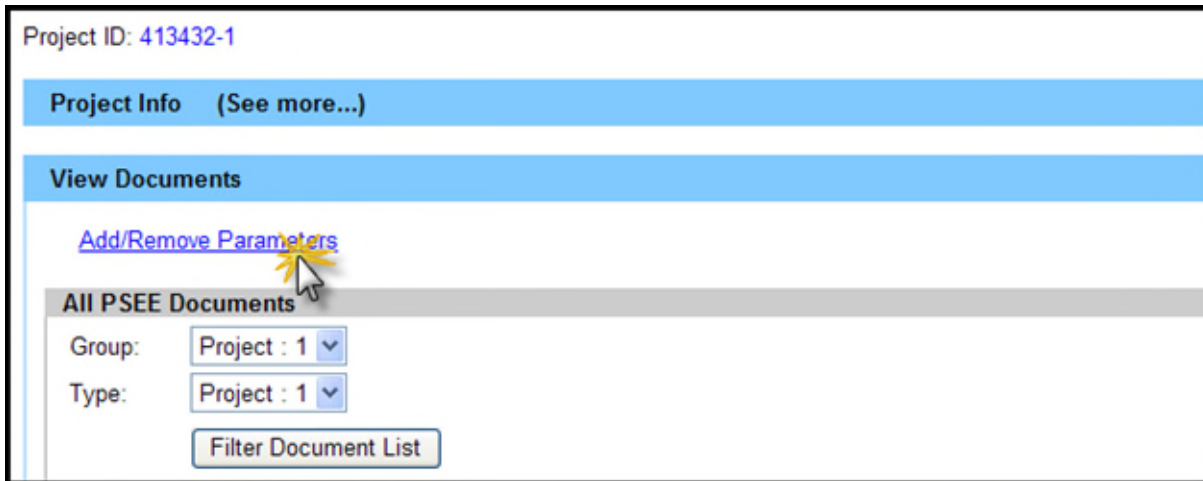 Project ID: 413432-1
Project Info (See more...)
View Documents
Add/Remove Parameters
All PSEE Documents
Group: Project : 1
Type: Project : 1
Filter Document List